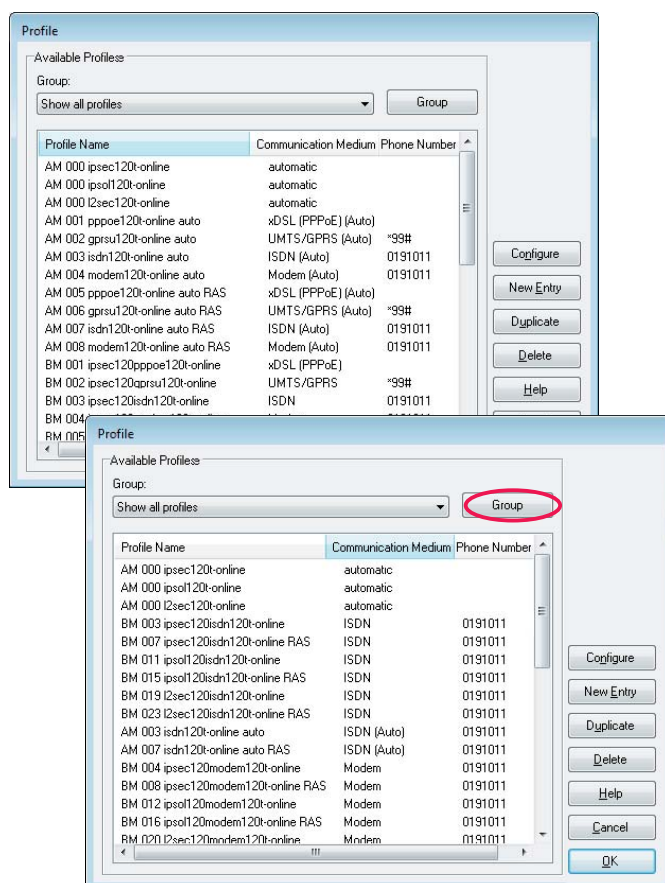 Profile
Available Profiless
Group:
Show all profiles Group
Profile Name Communication Medium Phone Number
AM 000 ipsec120t-online automatic
AM 000 ipsol120t-online automatic
AM 000 l2sec120t-online automatic
AM 001 pppoe120t-online auto xDSL (PPPoE) (Auto)
AM 002 gprsu120t-online auto UMTS/GPRS (Auto) *99#
AM 003 isdn120t-online auto ISDN (Auto) 0191011
AM 004 modem120t-online auto Modem (Auto) 0191011
AM 005 pppoe120t-online auto RAS xDSL (PPPoE) (Auto)
AM 006 gprsu120t-online auto RAS UMTS/GPRS (Auto) *99#
AM 007 isdn120t-online auto RAS ISDN (Auto) 0191011
AM 008 modem120t-online auto RAS Modem (Auto) 0191011
BM 001 ipsec120pppoe120t-online xDSL (PPPoE)
BM 002 ipsec120gprsu120t-online UMTS/GPRS *99#
BM 003 ipsec120isdn120t-online ISDN 0191011
BM 004
BM 005
Configure
New Entry
Duplicate
Delete
Help
Profile
Available Profiless
Group:
Show all profiles Group
Profile Name Communication Medium Phone Number
AM 000 ipsec120t-online automatic
AM 000 ipsol120t-online automatic
AM 000 l2sec120t-online automatic
BM 003 ipsec120isdn120t-online ISDN 0191011
BM 007 ipsec120isdn120t-online RAS ISDN 0191011
BM 011 ipsol120isdn120t-online ISDN 0191011
BM 015 ipsol120isdn120t-online RAS ISDN 0191011
BM 019 l2sec120isdn120t-online ISDN 0191011
BM 023 l2sec120isdn120t-online RAS ISDN 0191011
AM 003 isdn120t-online auto ISDN (Auto) 0191011
AM 007 isdn120t-online auto RAS ISDN (Auto) 0191011
BM 004 ipsec120modem120t-online Modem 0191011
BM 008 ipsec120modem120t-online RAS Modem 0191011
BM 012 ipsol120modem120t-online Modem 0191011
BM 016 ipsol120modem120t-online RAS Modem 0191011
BM 020 l2sec120modem120t-online Modem 0191011
Configure
New Entry
Duplicate
Delete
Help
Cancel
OK